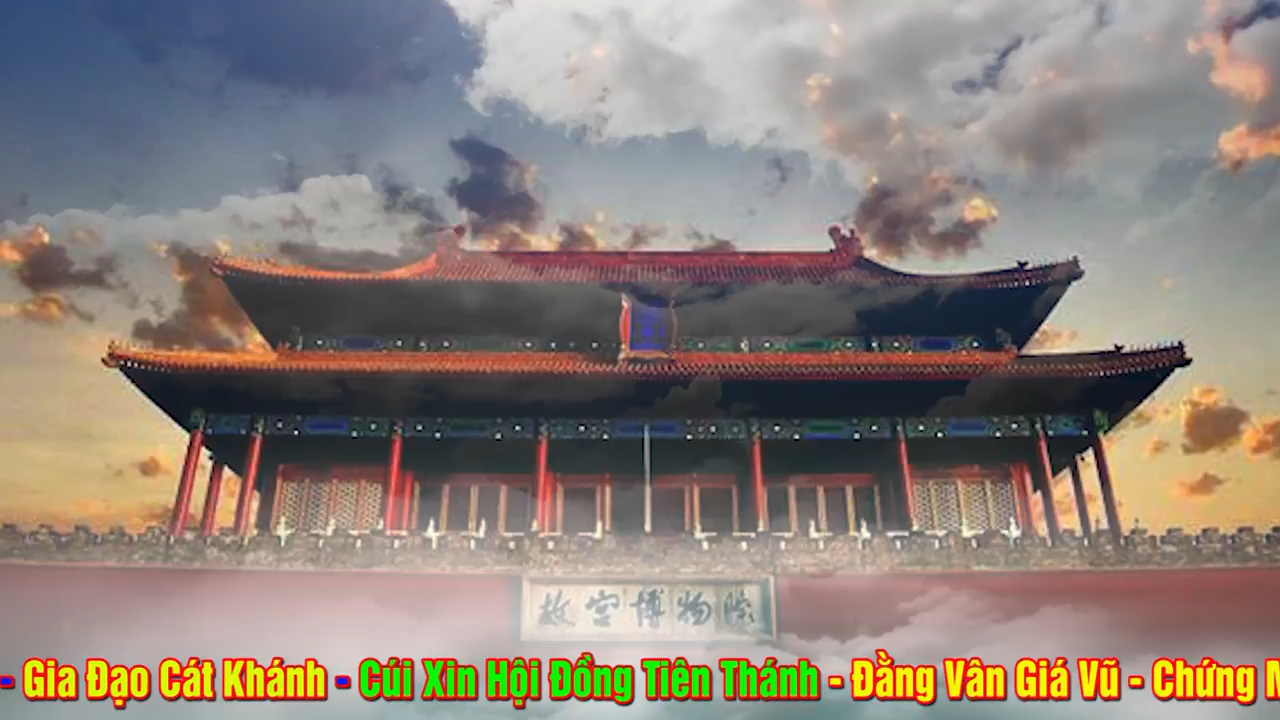 故宫博物院
- Gia Đạo Cát Khánh - Cúi Xin Hội Đồng Tiên Thánh - Đằng Vân Giá Vũ - Chứng